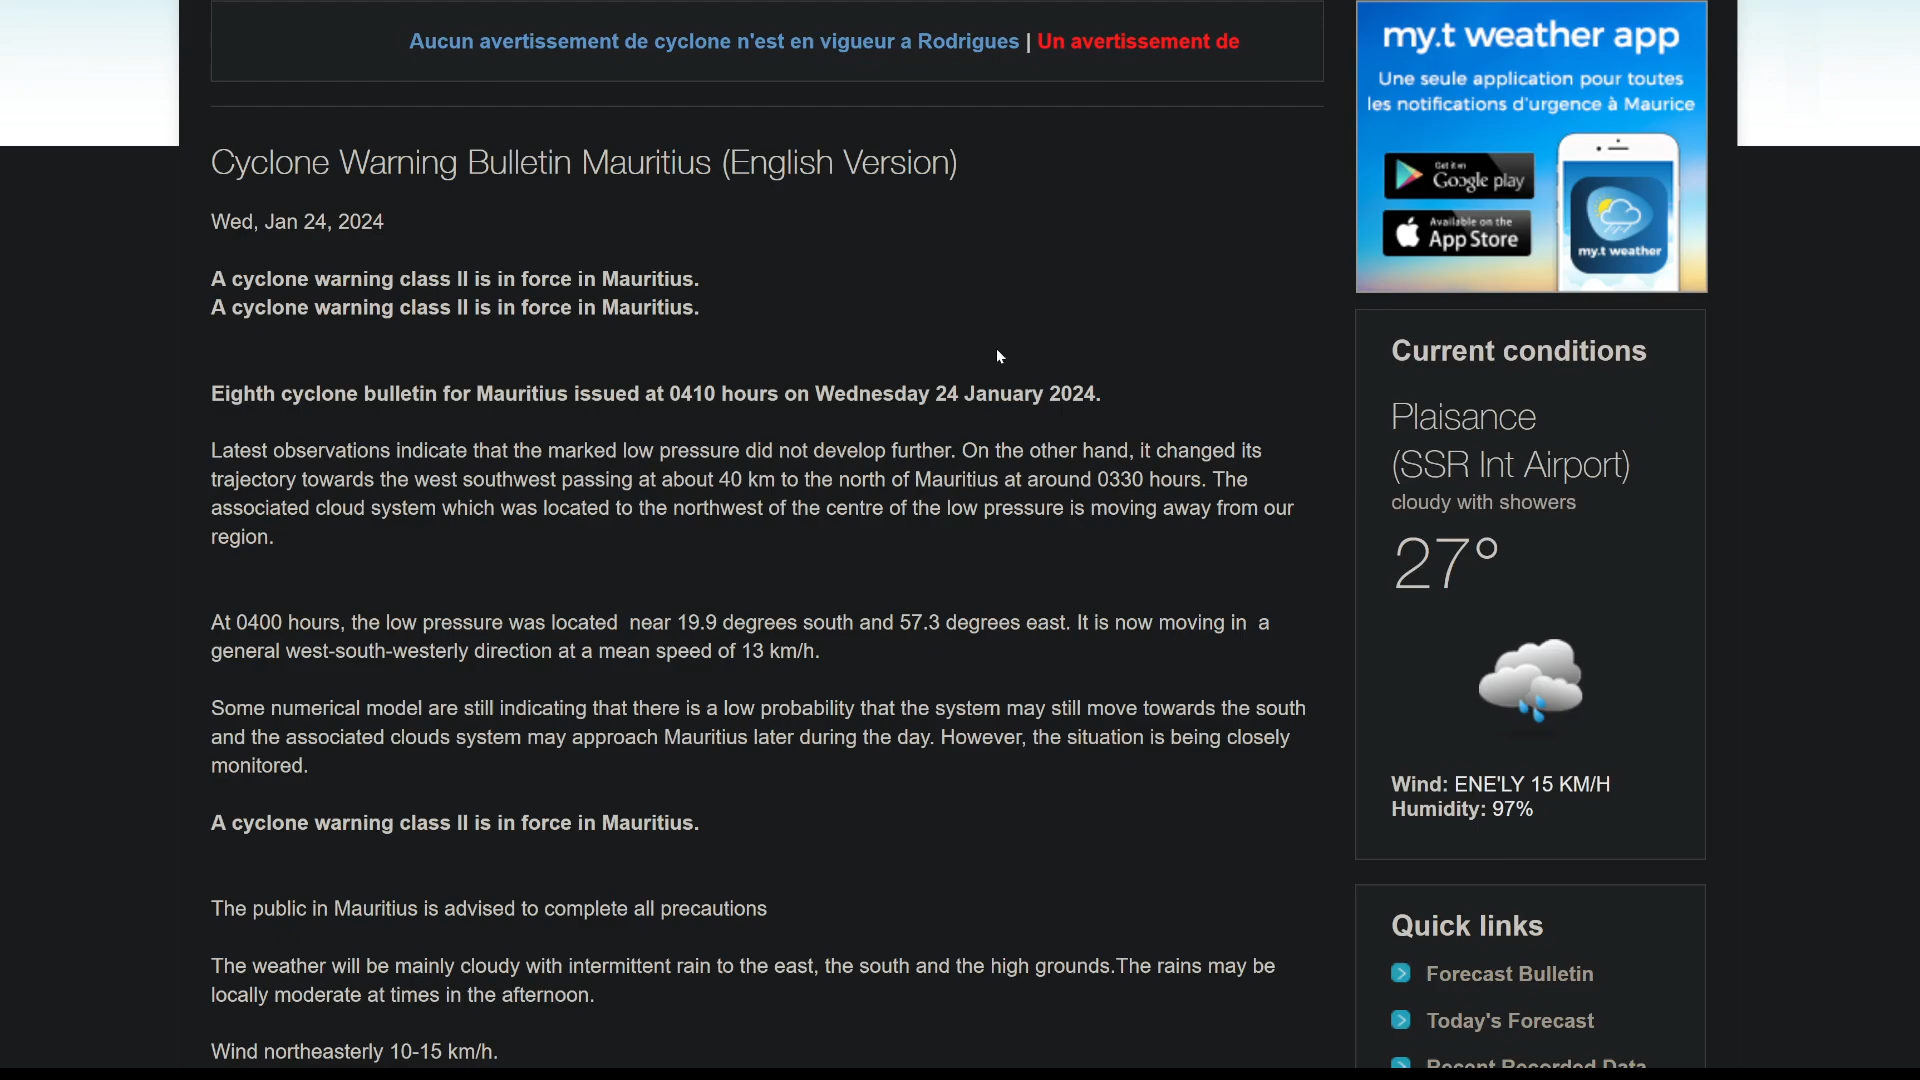 Aucun avertissement de cyclone n'est en vigueur a Rodrigues | Un avertissement de
Cyclone Warning Bulletin Mauritius (English Version)
Wed, Jan 24, 2024
A cyclone warning class II is in force in Mauritius.
A cyclone warning class II is in force in Mauritius.
Eighth cyclone bulletin for Mauritius issued at 0410 hours on Wednesday 24 January 2024.
Latest observations indicate that the marked low pressure did not develop further. On the other hand, it changed its
trajectory towards the west southwest passing at about 40 km to the north of Mauritius at around 0330 hours. The
associated cloud system which was located to the northwest of the centre of the low pressure is moving away from our
region.
At 0400 hours, the low pressure was located  near 19.9 degrees south and 57.3 degrees east. It is now moving in  a
general west-south-westerly direction at a mean speed of 13 km/h.
Some numerical model are still indicating that there is a low probability that the system may still move towards the south
and the associated clouds system may approach Mauritius later during the day. However, the situation is being closely
monitored.
A cyclone warning class II is in force in Mauritius.
The public in Mauritius is advised to complete all precautions
The weather will be mainly cloudy with intermittent rain to the east, the south and the high grounds.The rains may be
locally moderate at times in the afternoon.
Wind northeasterly 10-15 km/h.
my.t weather app
Une seule application pour toutes
les notifications d'urgence à Maurice
Get it on
Google play
Available on the
App Store
my.t weather
Current conditions
Plaisance
(SSR Int Airport)
cloudy with showers
27°
Wind: ENE'LY 15 KM/H
Humidity: 97%
Quick links
Forecast Bulletin
Today's Forecast
Recent Recorded Data